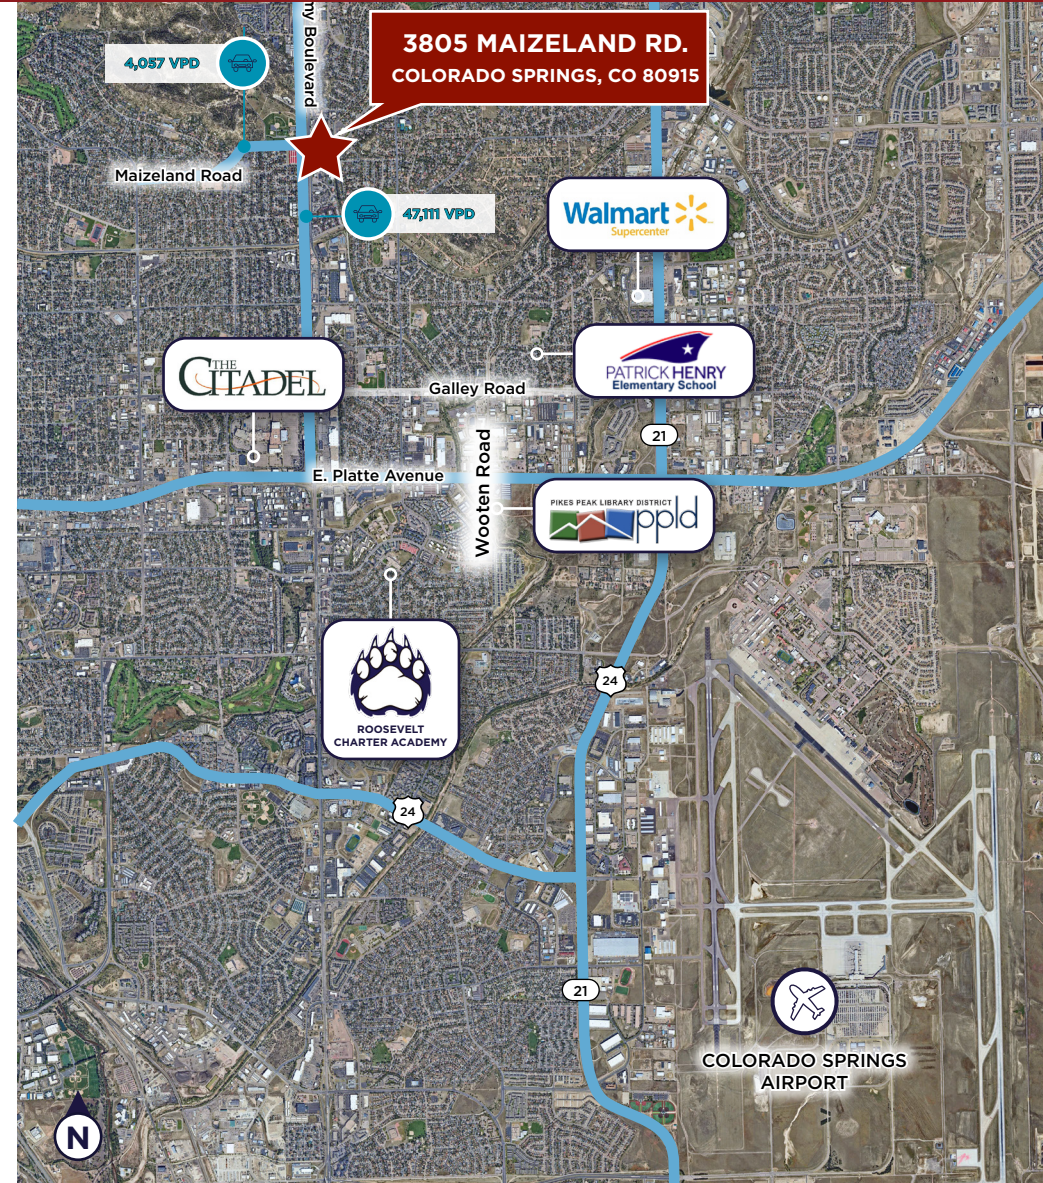 my Boulevard
3805 MAIZELAND RD.
COLORADO SPRINGS, CO 80915
4,057 VPD
Maizeland Road
47,111 VPD
Walmart
Supercenter
THE
CITADEL
PATRICK HENRY
Elementary School
Galley Road
21
E. Platte Avenue
Wooten Road
PIKES PEAK LIBRARY DISTRICT
ppld
ROOSEVELT
CHARTER ACADEMY
24
24
21
COLORADO SPRINGS
AIRPORT
N